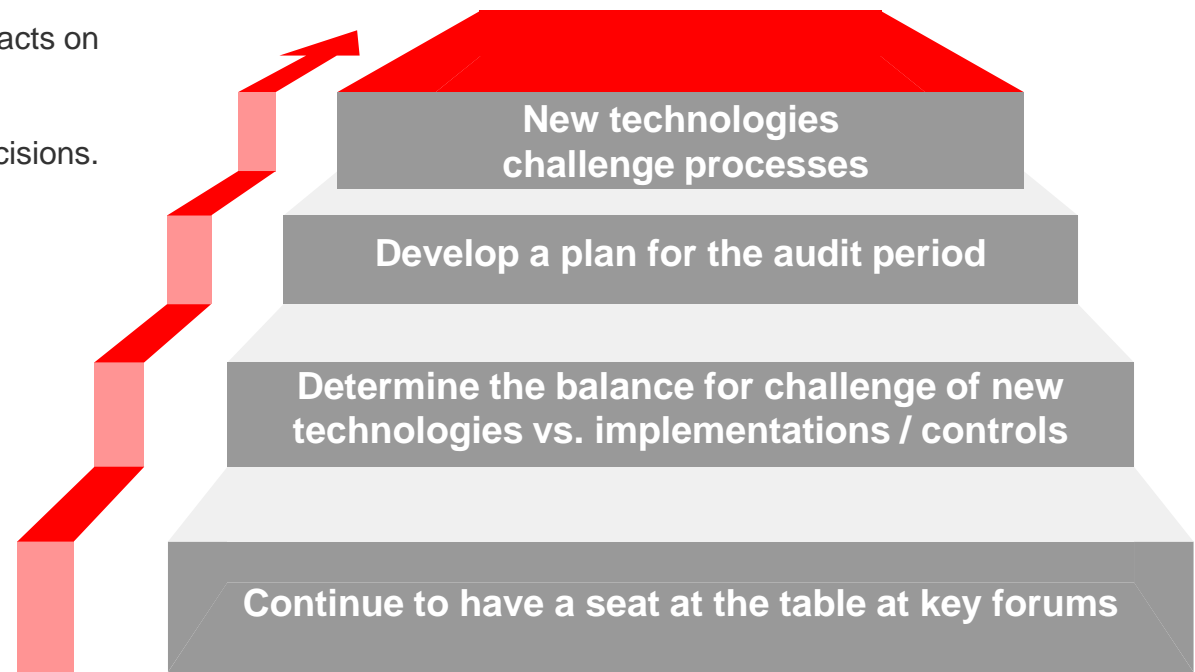 acts on
cisions.
New technologies
challenge processes
Develop a plan for the audit period
Determine the balance for challenge of new
technologies vs. implementations / controls
Continue to have a seat at the table at key forums